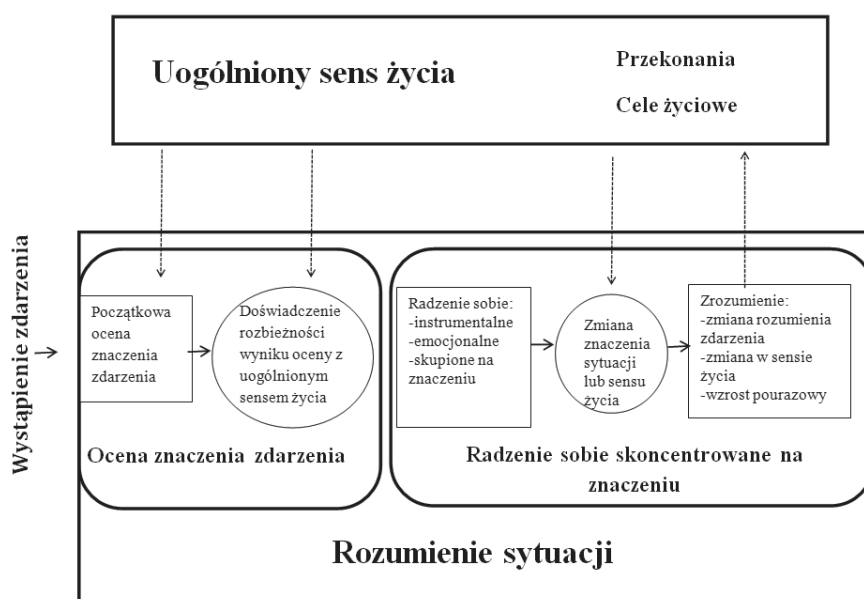 Uogólniony sens życia
Przekonania
Cele życiowe
Wystąpienie zdarzenia
Początkowa
ocena
znaczenia
zdarzenia
Doświadczenie
rozbieżności
wyniku oceny z
uogólnionym
sensem życia
Ocena znaczenia zdarzenia
Radzenie sobie:
-instrumentalne
-emocjonalne
-skupione na
znaczeniu
Zmiana
znaczenia
sytuacji
lub sensu
życia
Zrozumienie:
-zmiana rozumienia
zdarzenia
-zmiana w sensie
życia
-wzrost pourazowy
Radzenie sobie skoncentrowane na
znaczeniu
Rozumienie sytuacji